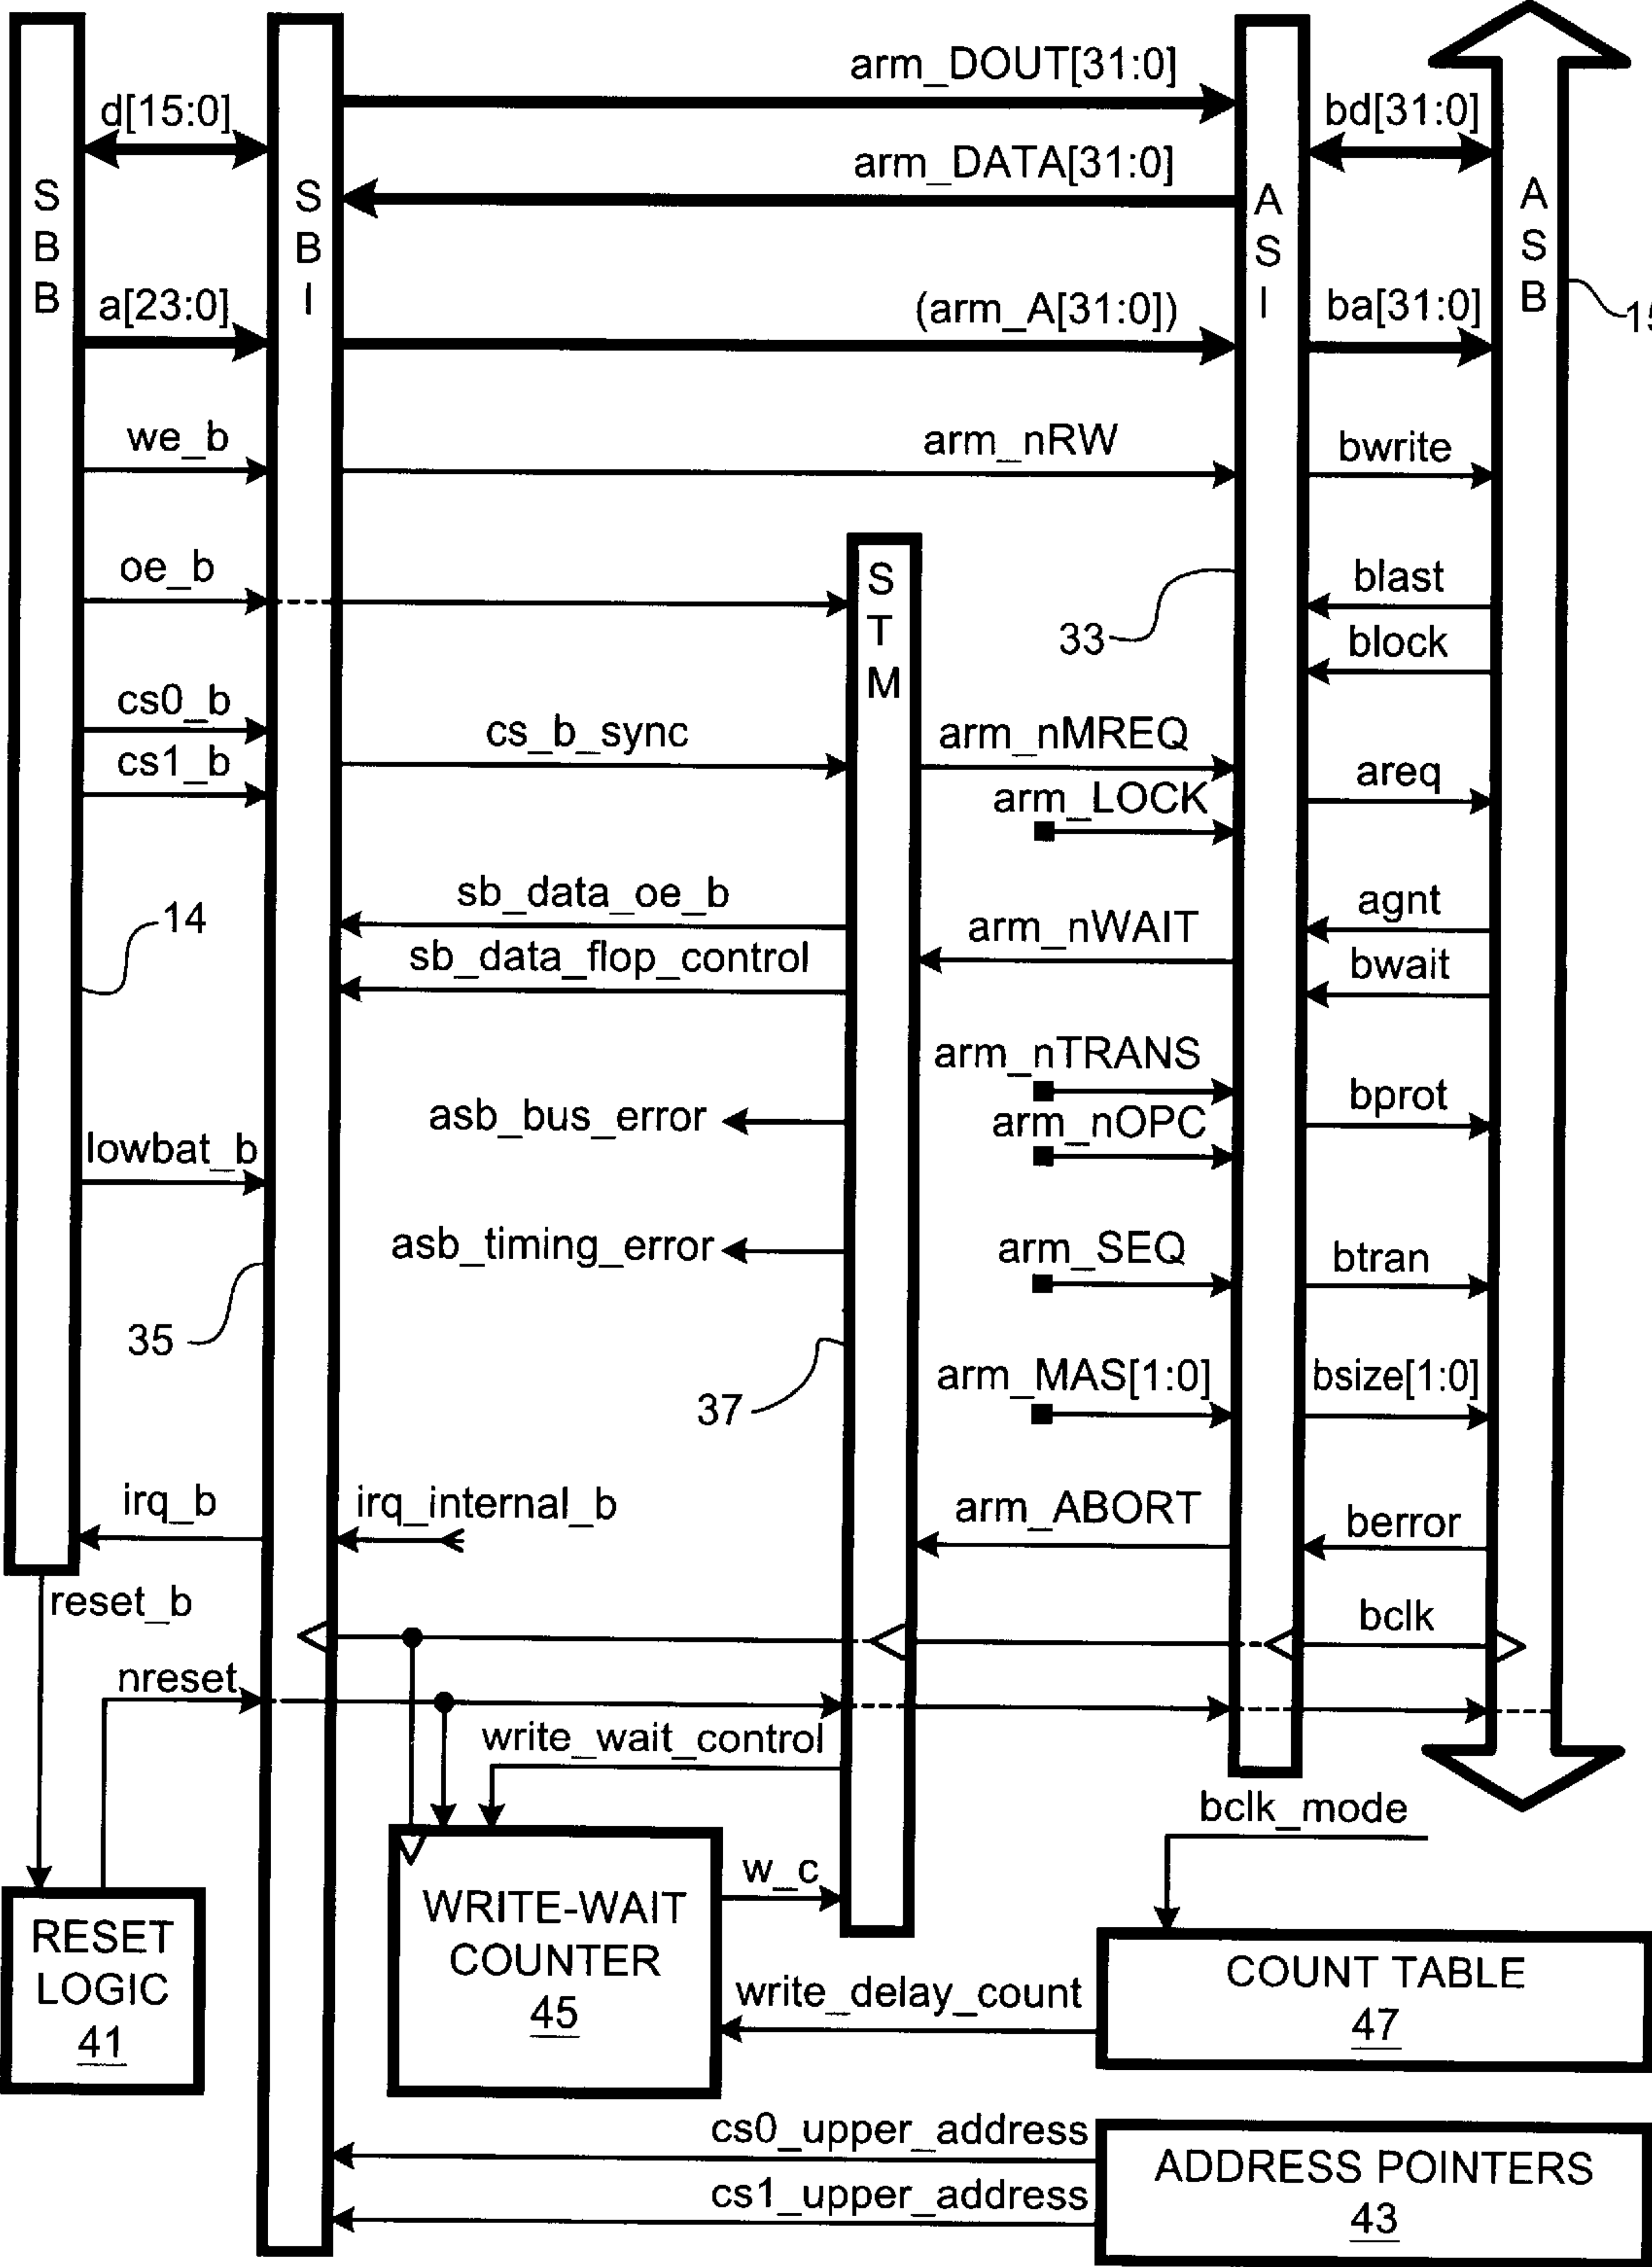 arm_DOUT[31:0]
d[15:0]
bd[31:0]
arm_DATA[31:0]
S
B
B
S
B
I
A
S
I
A
S
B
a[23:0]
(arm_A[31:0])
ba[31:0]
we_b
arm_nRW
bwrite
oe_b
S
T
M
33
blast
block
cs0_b
cs_b_sync
arm_nMREQ
cs1_b
arm_LOCK
areq
14
sb_data_oe_b
arm_nWAIT
agnt
sb_data_flop_control
bwait
arm_nTRANS
asb_bus_error
arm_nOPC
bprot
lowbat_b
asb_timing_error
arm_SEQ
btran
35
37
arm_MAS[1:0]
bsize[1:0]
irq_b
irq_internal_b
arm_ABORT
berror
reset_b
bclk
nreset
write_wait_control
bclk_mode
w_c
RESET
LOGIC
41
WRITE-WAIT
COUNTER
45
write_delay_count
COUNT TABLE
47
cs0_upper_address
cs1_upper_address
ADDRESS POINTERS
43